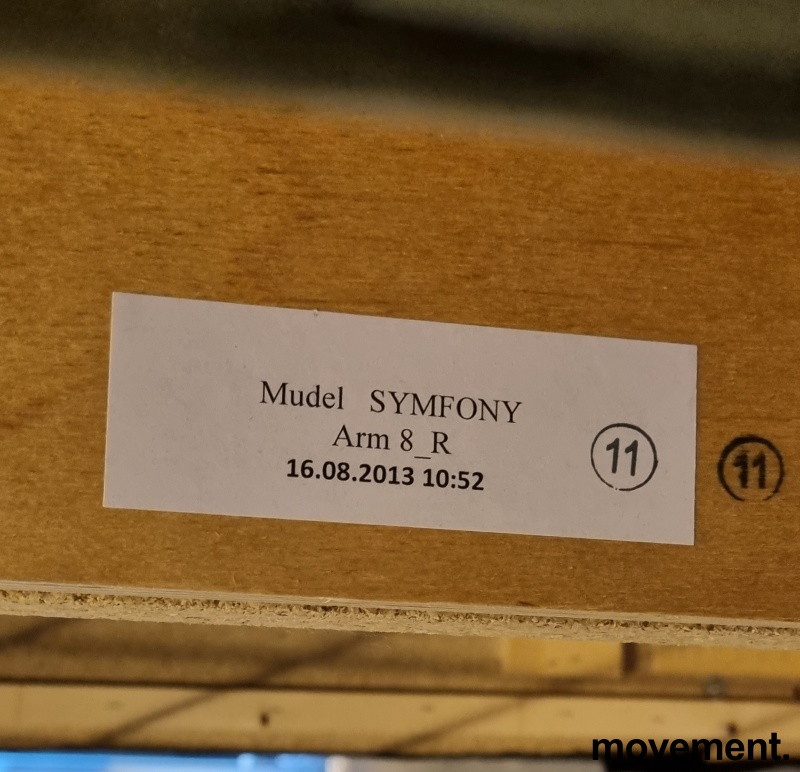 Mudel SYMFONY
Arm 8_R
16.08.2013 10:52
11
11
movement.